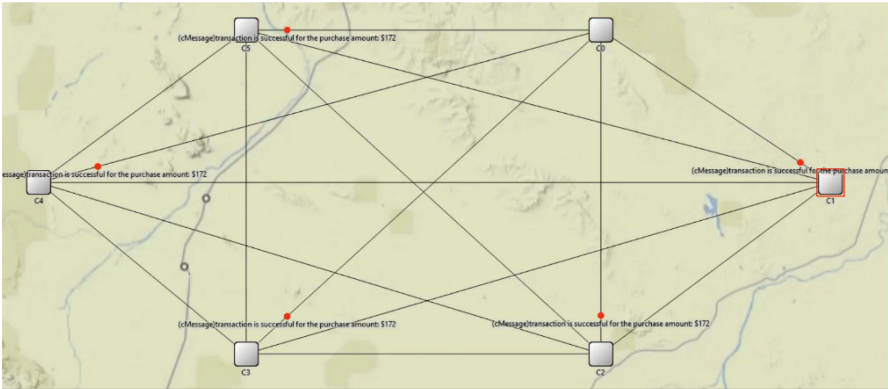 (cMessage)transaction is successful for the purchase amount: $172
C5
C0
essage)transaction is successful for the purchase amount: $172
C4
(cMessage)transaction is successful for the purchase amoun
C1
(cMessage)transaction is successful for the purchase amount: $172
C3
(cMessage)transaction is successful for the purchase amount: $172
C2